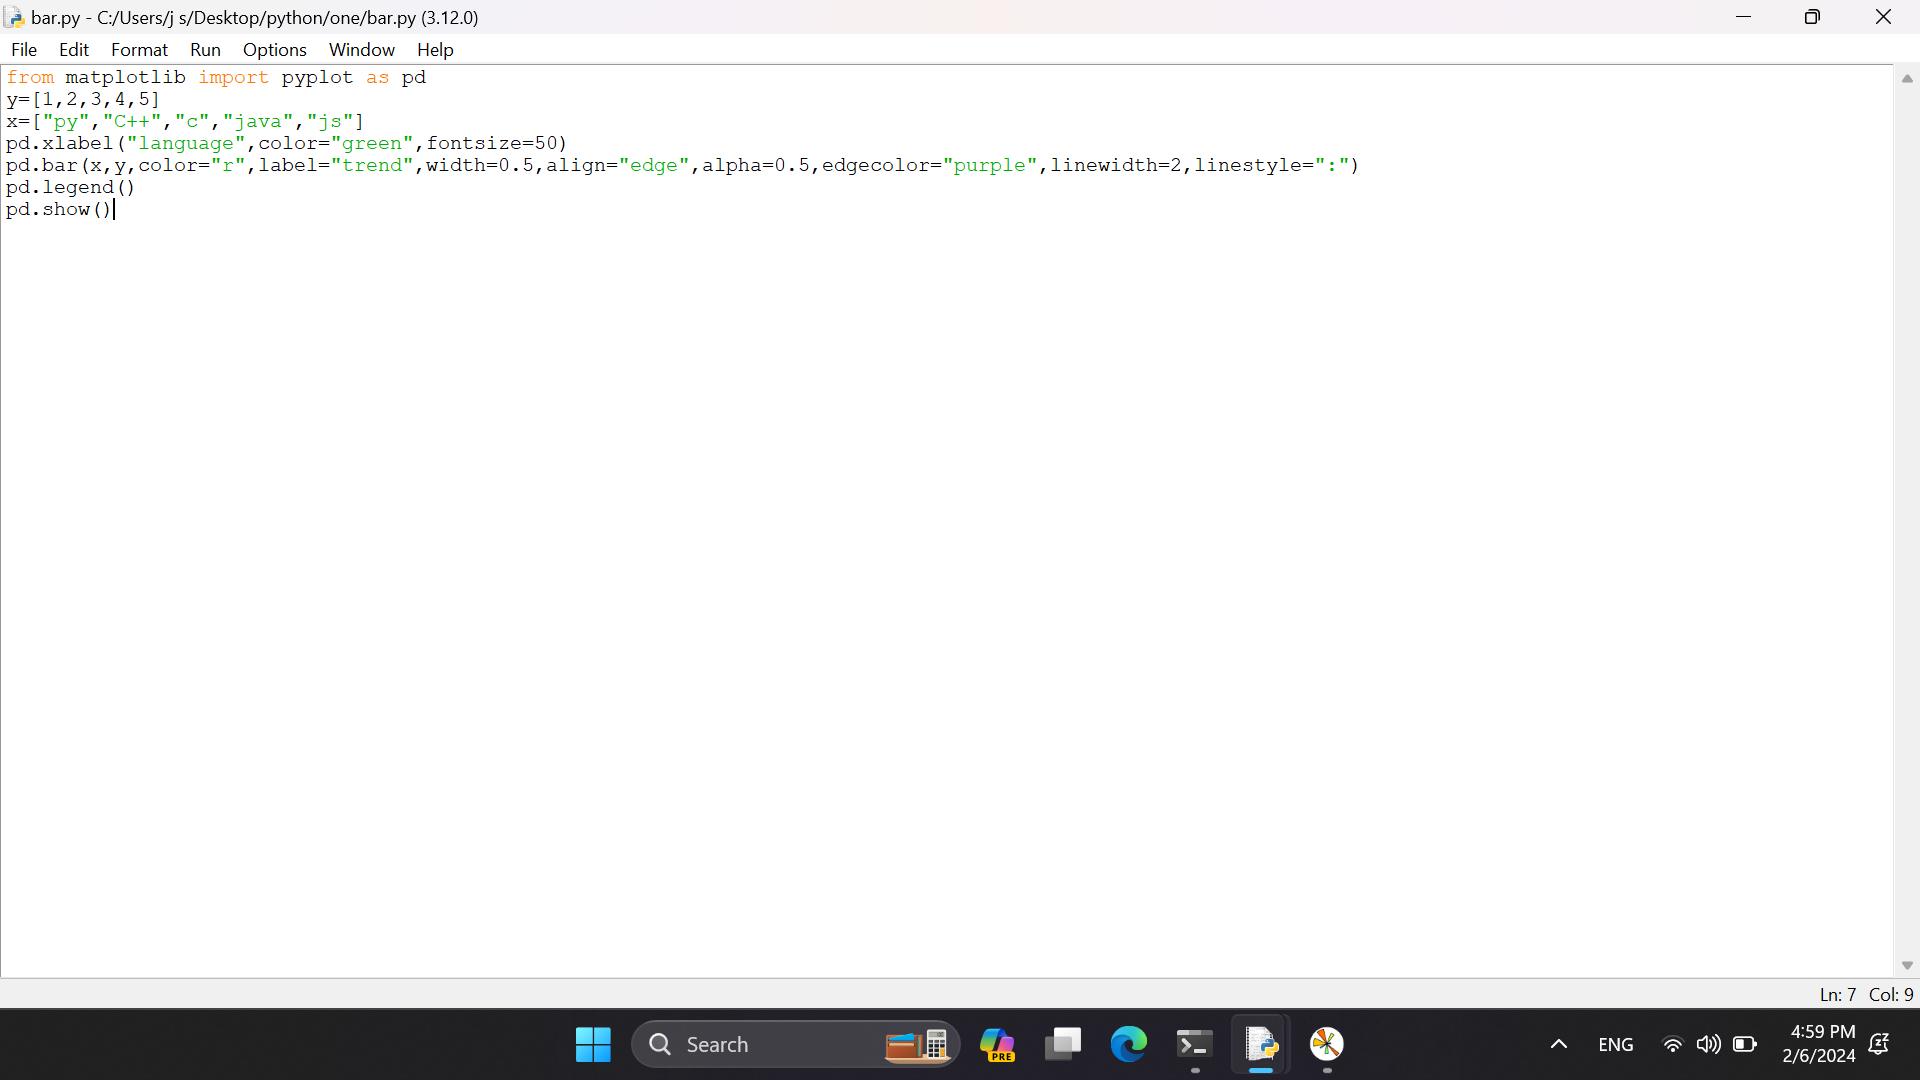 bar.py - C:/Users/j s/Desktop/python/one/bar.py (3.12.0)
File Edit Format Run Options Window Help
from matplotlib import pyplot as pd
y=[1,2,3,4,5]
x=["py","C++","c","java","js"]
pd.xlabel("language",color="green",fontsize=50)
pd.bar(x,y,color="r",label="trend",width=0.5,align="edge",alpha=0.5,edgecolor="purple",linewidth=2,linestyle=":")
pd.legend()
pd.show()
Ln: 7 Col: 9
Search
PRE
ENG
4:59 PM
2/6/2024